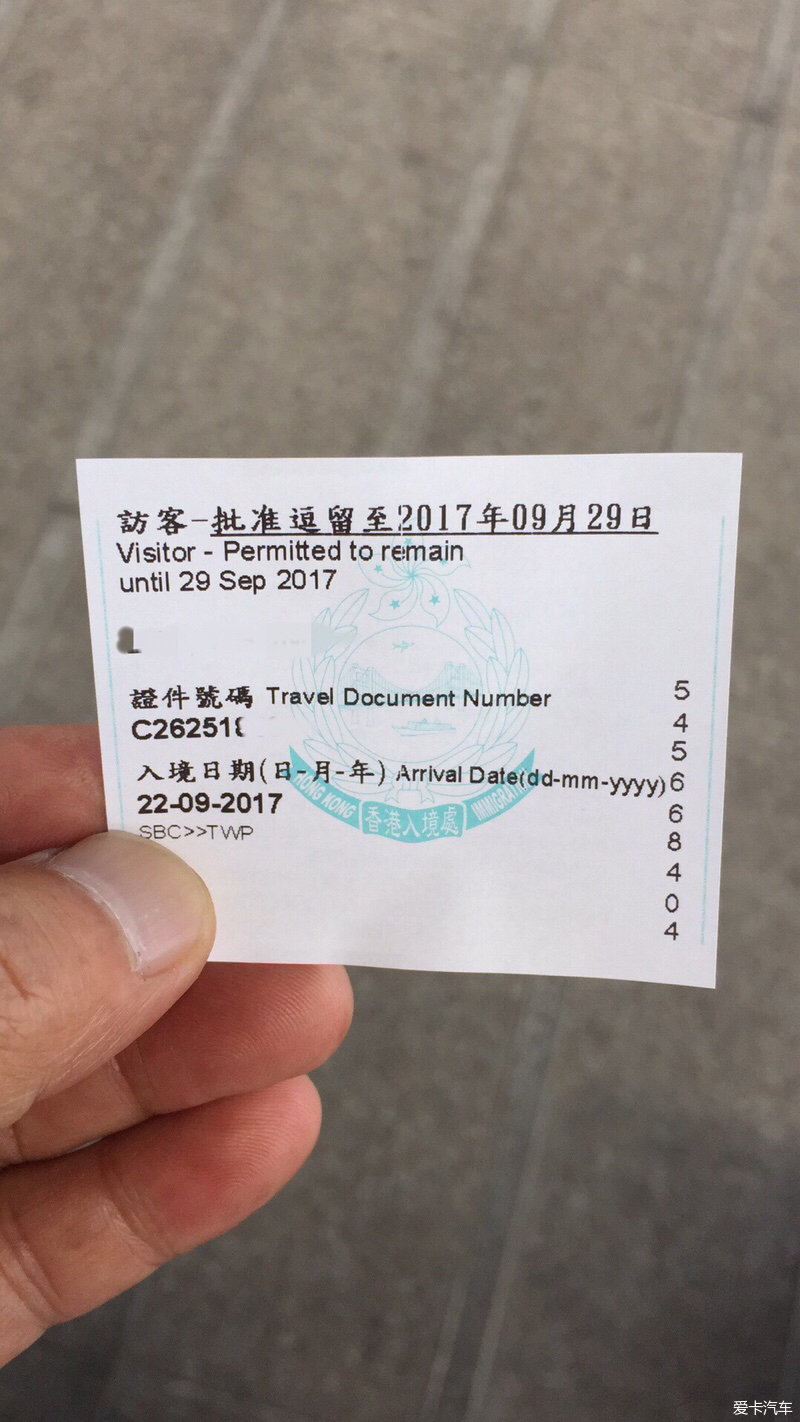 訪客-批准逗留至2017年09月29日
Visitor - Permitted to remain
until 29 Sep 2017
證件號碼 Travel Document Number
C262518
入境日期(日-月-年) Arrival Date(dd-mm-yyyy)
22-09-2017
SBC>>TWP
HONG KONG 香港入境處 IMMIGRATION
5
4
5
6
6
8
4
0
4
爱卡汽车